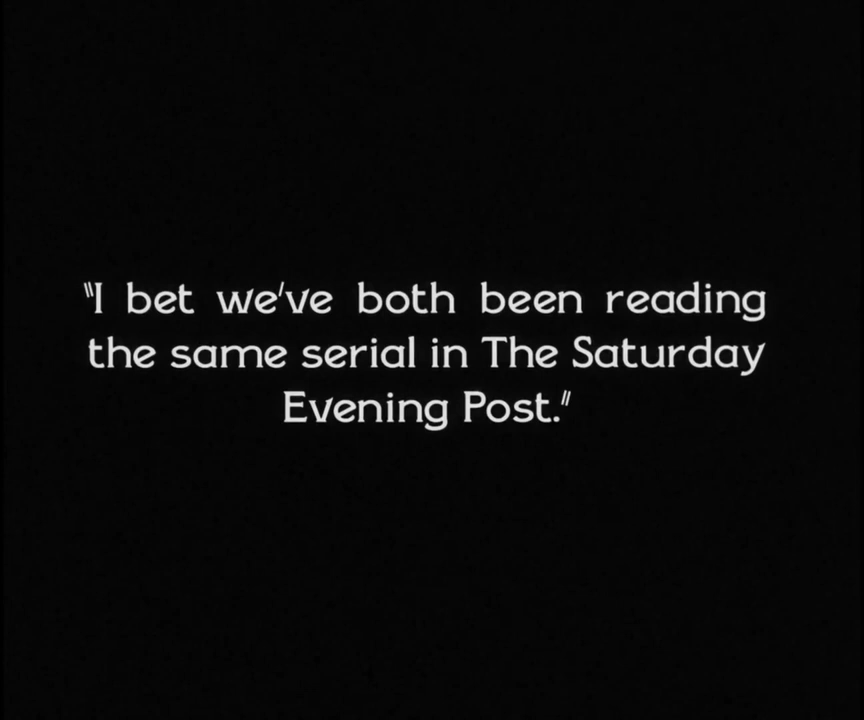 "I bet we've both been reading
the same serial in The Saturday
Evening Post."